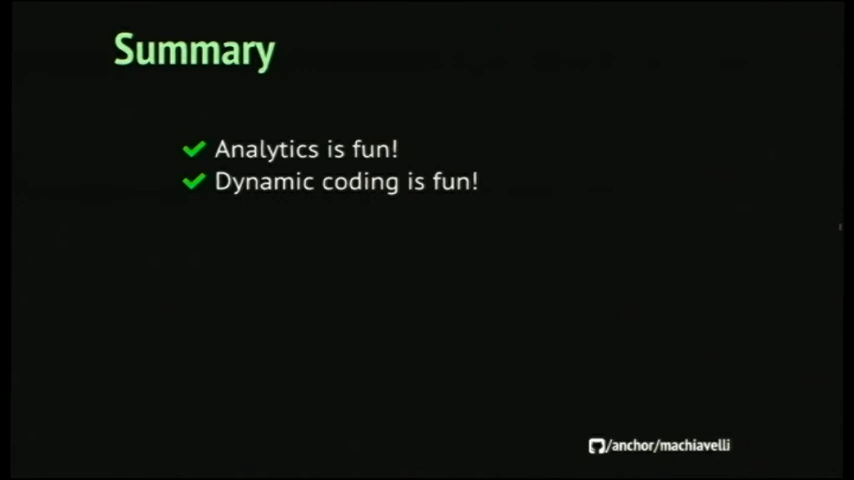 Summary
Analytics is fun!
Dynamic coding is fun!
/anchor/machiavelli